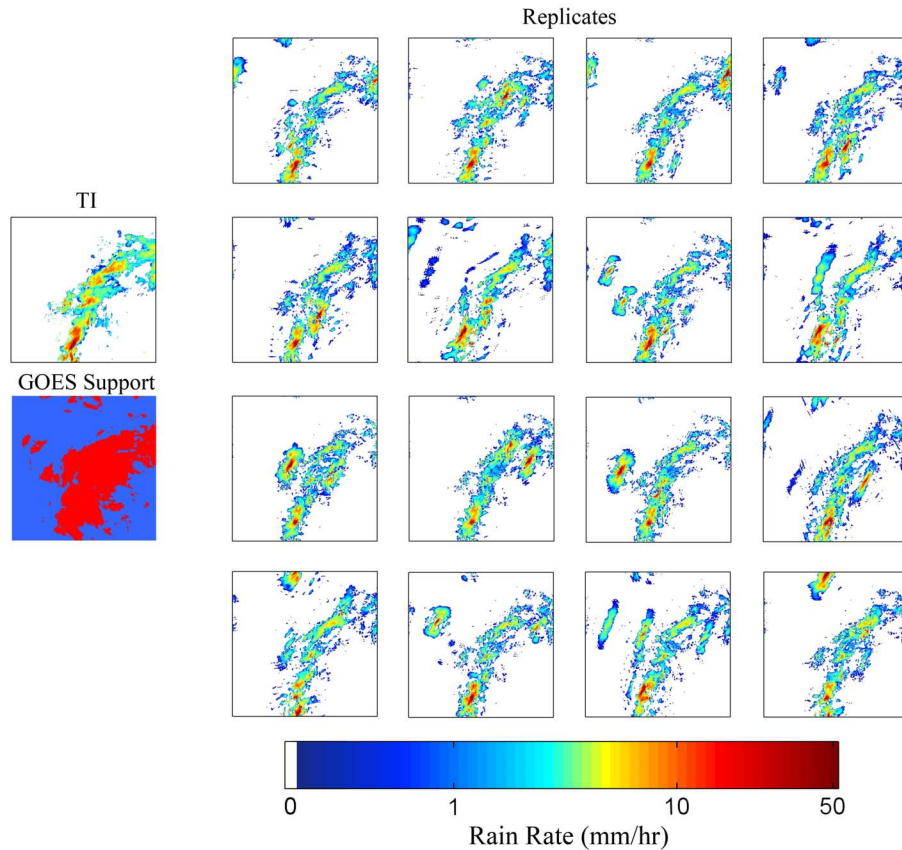 Replicates
TI
GOES Support
0 1 10 50
Rain Rate (mm/hr)